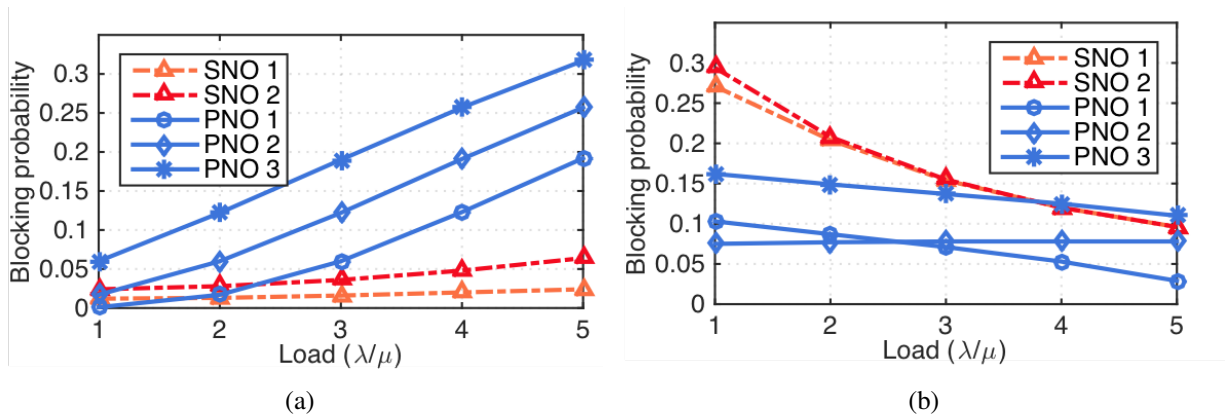 Blocking probability
0.3
0.25
0.2
0.15
0.1
0.05
0
SNO 1
SNO 2
PNO 1
PNO 2
PNO 3
1 2 3 4 5
Load (λ/μ)
(a)
Blocking probability
0.3
0.25
0.2
0.15
0.1
0.05
0
SNO 1
SNO 2
PNO 1
PNO 2
PNO 3
1 2 3 4 5
Load (λ/μ)
(b)